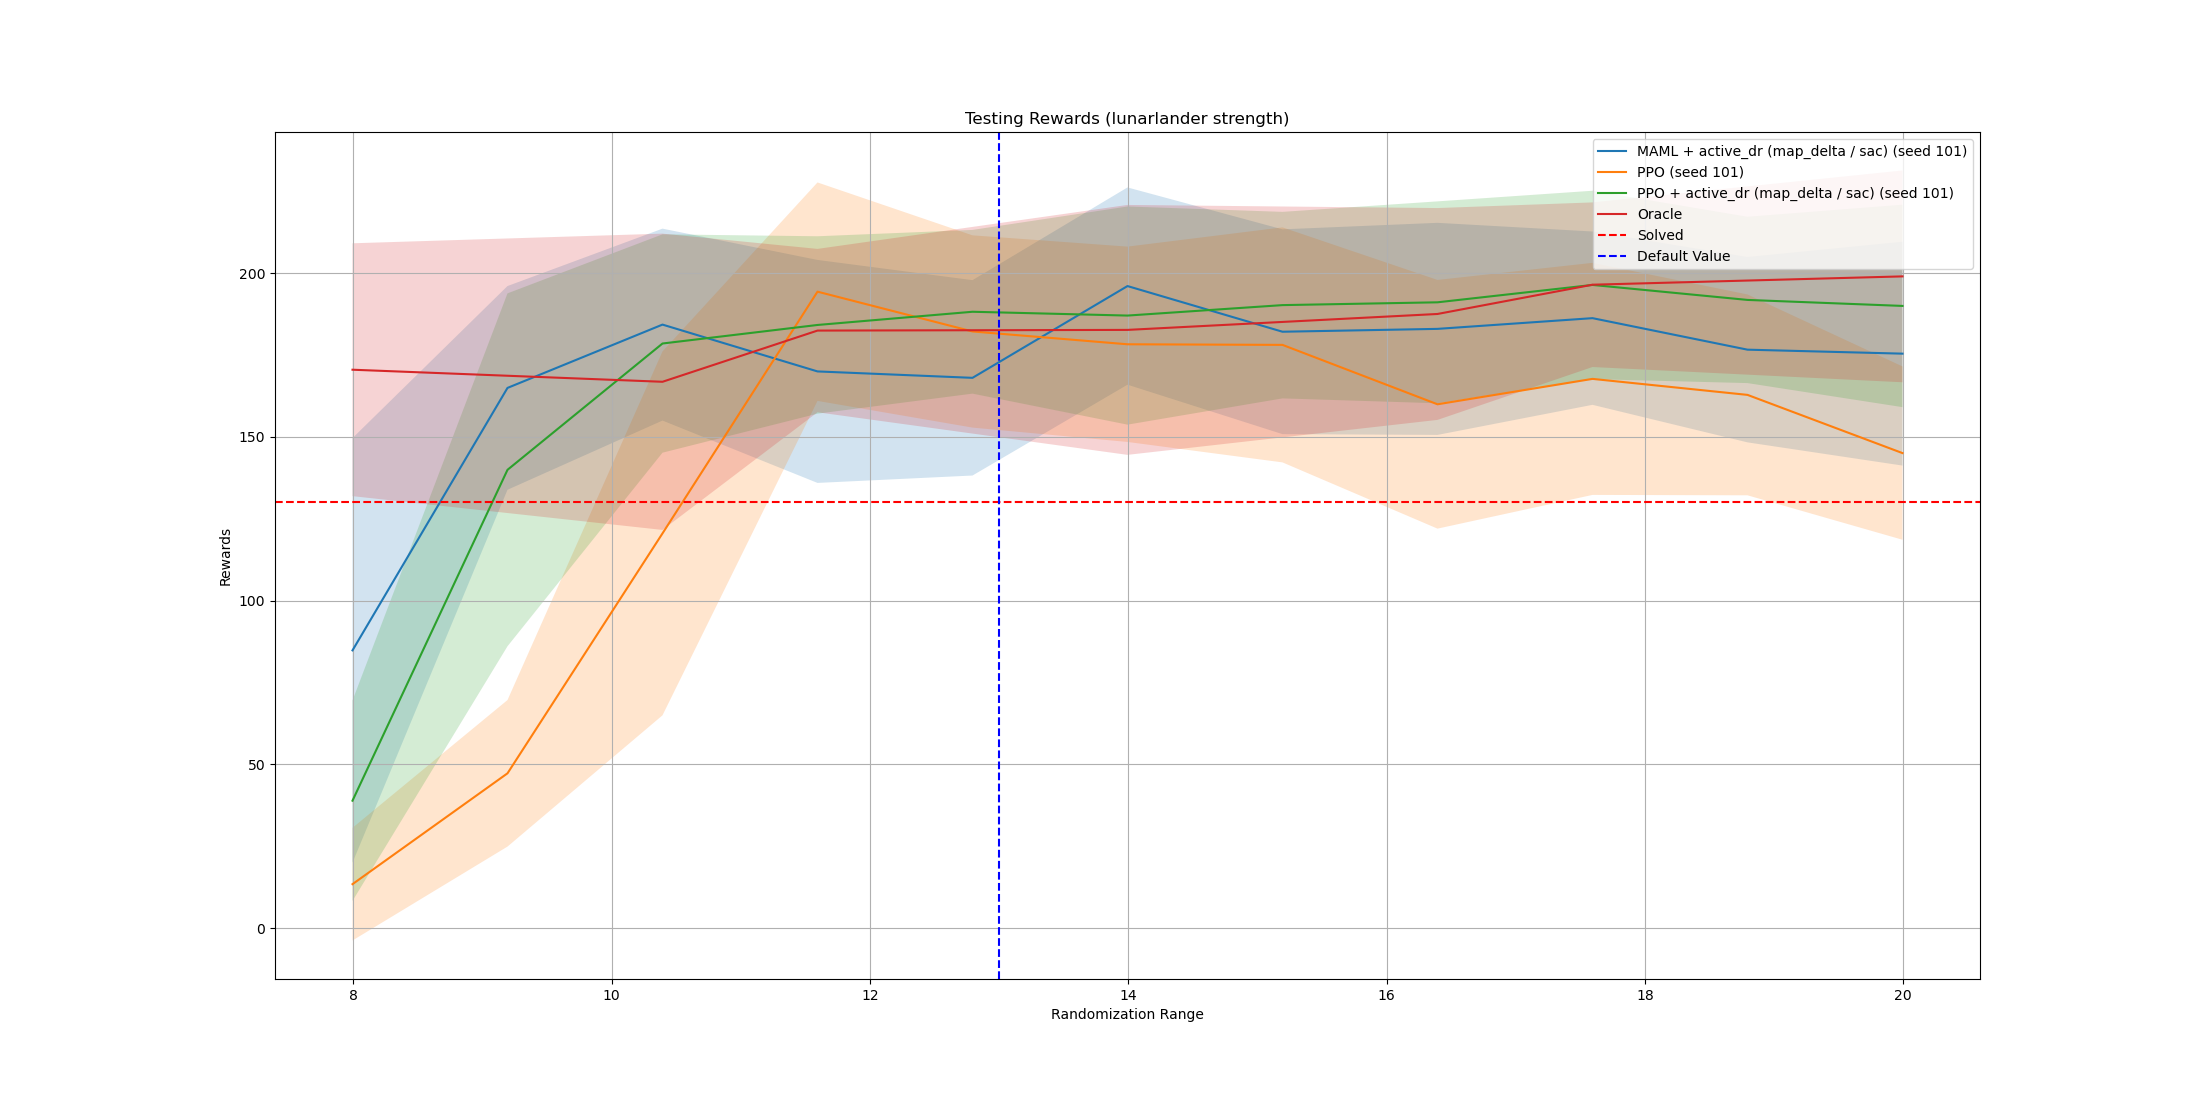 Testing Rewards (lunarlander strength)
MAML + active_dr (map_delta / sac) (seed 101)
PPO (seed 101)
PPO + active_dr (map_delta / sac) (seed 101)
Oracle
Solved
Default Value
200
150
100
50
0
Rewards
8 10 12 14 16 18 20
Randomization Range